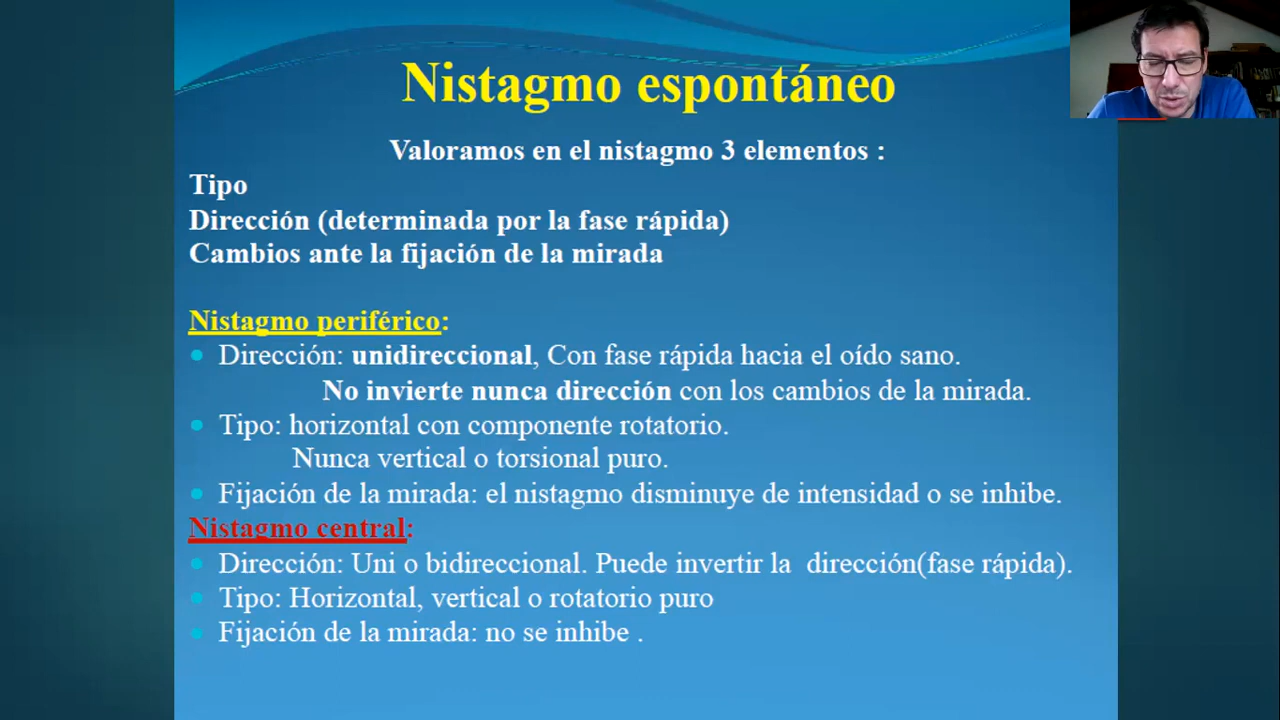 Nistagmo espontáneo
Valoramos en el nistagmo 3 elementos :
Tipo
Dirección (determinada por la fase rápida)
Cambios ante la fijación de la mirada
Nistagmo periférico:
Dirección: unidireccional, Con fase rápida hacia el oído sano.
No invierte nunca dirección con los cambios de la mirada.
Tipo: horizontal con componente rotatorio.
Nunca vertical o torsional puro.
Fijación de la mirada: el nistagmo disminuye de intensidad o se inhibe.
Nistagmo central:
Dirección: Uni o bidireccional. Puede invertir la  dirección(fase rápida).
Tipo: Horizontal, vertical o rotatorio puro
Fijación de la mirada: no se inhibe .